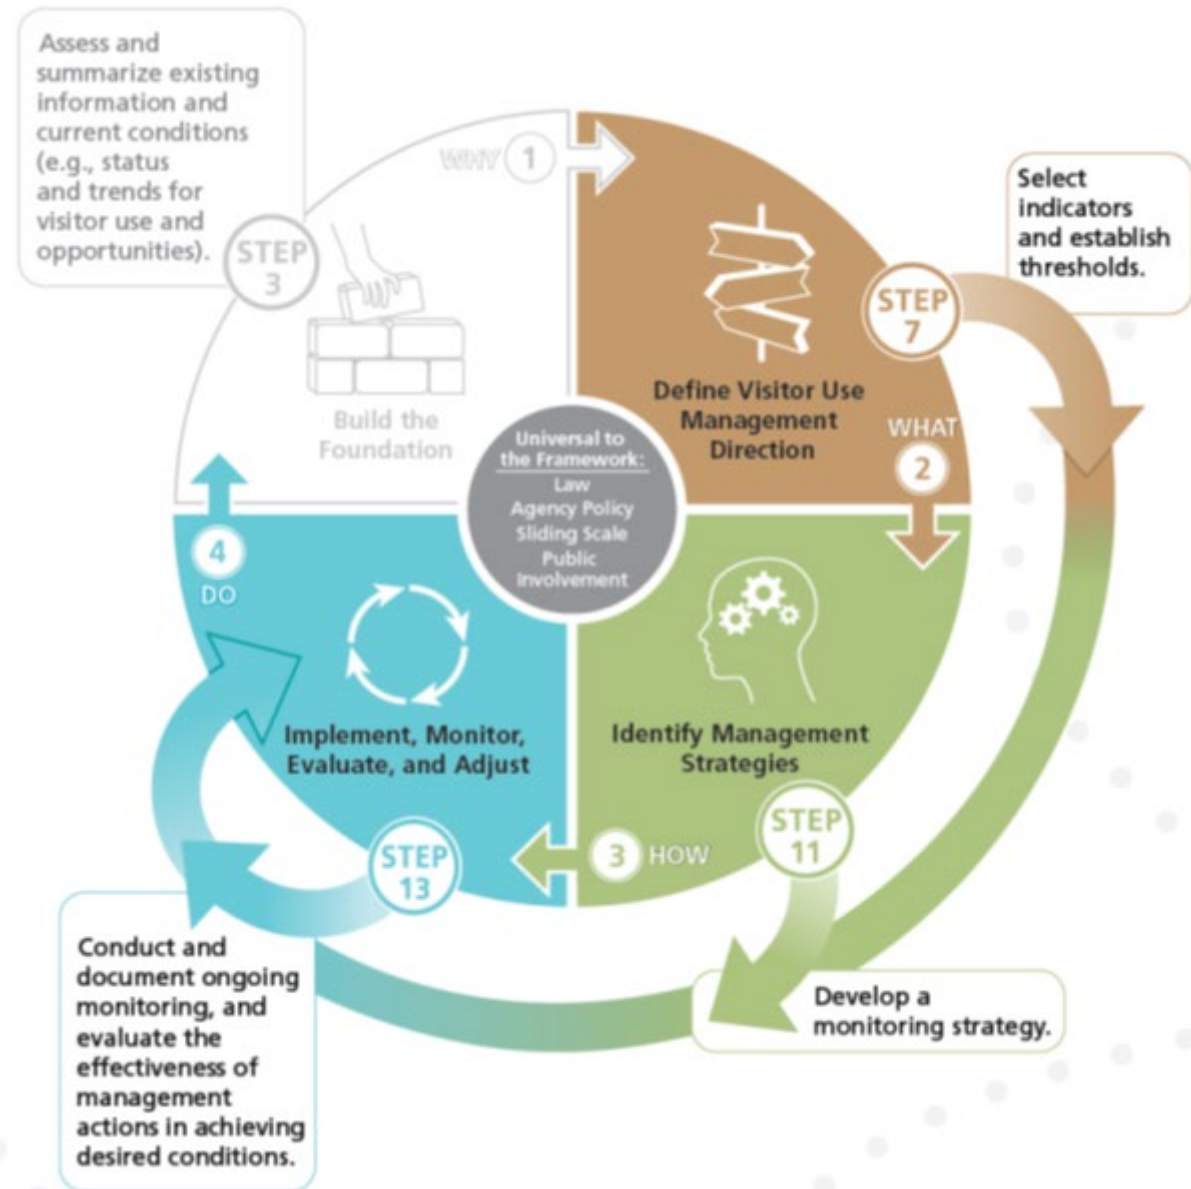 Assess and
summarize existing
information and
current conditions
(e.g., status
and trends for
visitor use and
opportunities).
STEP
3
WHY 1
Build the
Foundation
Select
indicators
and establish
thresholds.
STEP
7
Define Visitor Use
Management
Direction
WHAT
2
Universal to
the Framework:
Law
Agency Policy
Sliding Scale
Public
Involvement
4
DO
Implement, Monitor,
Evaluate, and Adjust
Identify Management
Strategies
STEP
11
3 HOW
STEP
13
Develop a
monitoring strategy.
Conduct and
document ongoing
monitoring, and
evaluate the
effectiveness of
management
actions in achieving
desired conditions.